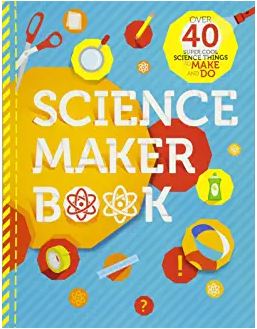 OVER
40
SUPER COOL
SCIENCE THINGS
TO MAKE
AND DO
SCIENCE
MAKER
BOOK
!
?